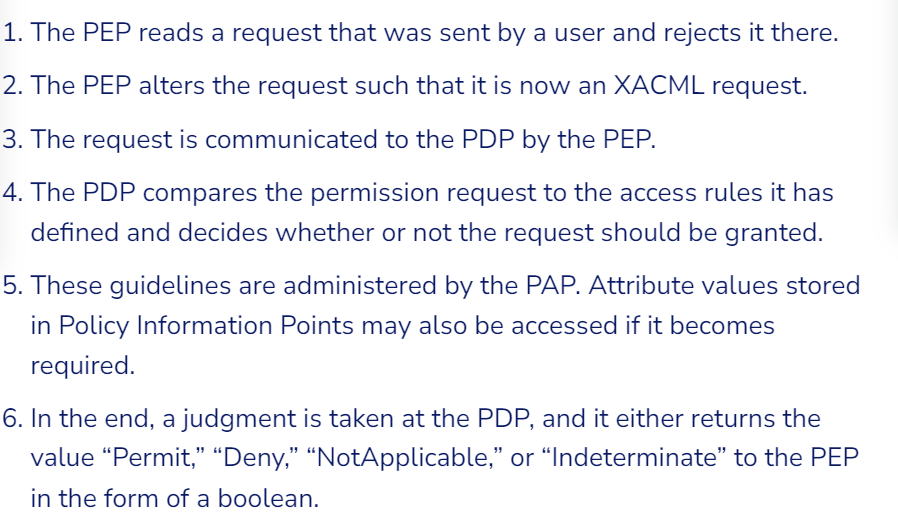 1. The PEP reads a request that was sent by a user and rejects it there.
2. The PEP alters the request such that it is now an XACML request.
3. The request is communicated to the PDP by the PEP.
4. The PDP compares the permission request to the access rules it has
defined and decides whether or not the request should be granted.
5. These guidelines are administered by the PAP. Attribute values stored
in Policy Information Points may also be accessed if it becomes
required.
6. In the end, a judgment is taken at the PDP, and it either returns the
value “Permit,” “Deny,” “NotApplicable,” or “Indeterminate” to the PEP
in the form of a boolean.